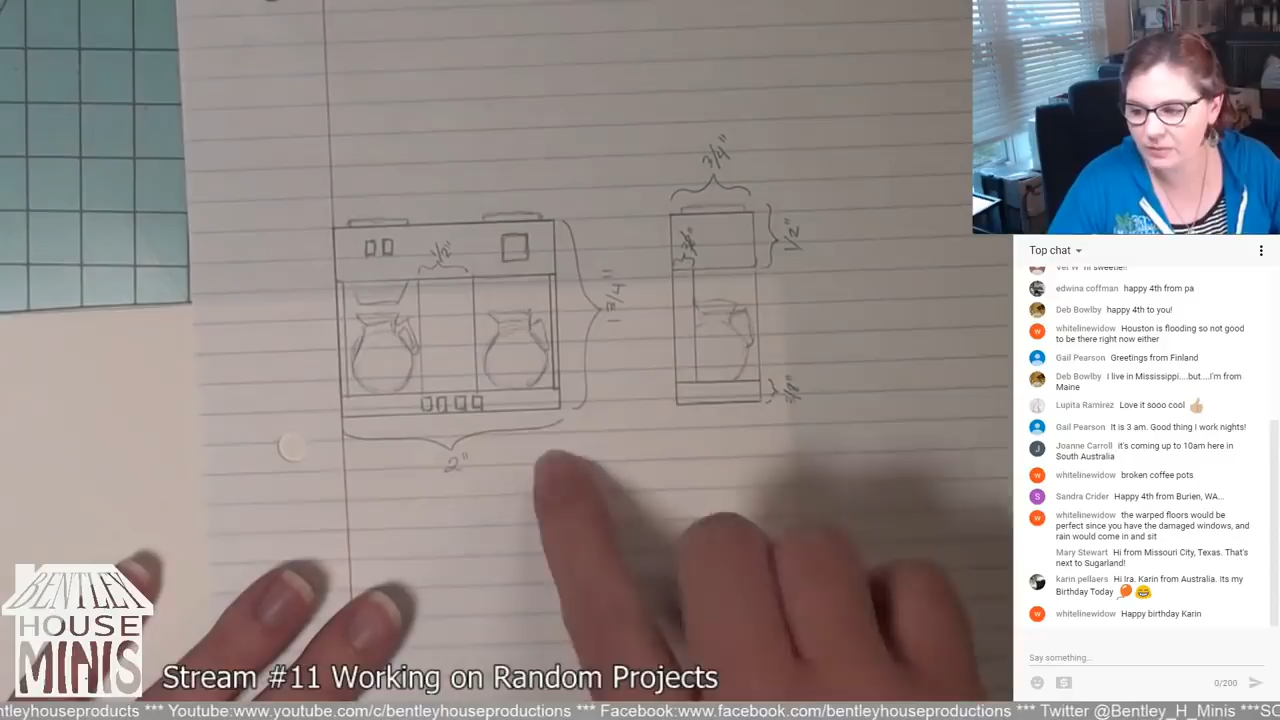 3/4"
1/2"
1/2"
1 3/4"
2"
Top chat
Vet W hi sweetie!!
edwina coffman happy 4th from pa
Deb Bowlby happy 4th to you!
whitelinewidow Houston is flooding so not good
to be there right now either
Gail Pearson Greetings from Finland
Deb Bowlby I live in Mississippi....but....I'm from
Maine
Lupita Ramirez Love it sooo cool 👍🏼
Gail Pearson It is 3 am. Good thing I work nights!
J
Joanne Carroll it's coming up to 10am here in
South Australia
w
whitelinewidow broken coffee pots
S
Sandra Crider Happy 4th from Burien, WA...
w
whitelinewidow the warped floors would be
perfect since you have the damaged windows, and
rain would come in and sit
Mary Stewart Hi from Missouri City, Texas. That's
next to Sugarland!
karin pellaers Hi Ira. Karin from Australia. Its my
Birthday Today 🎈😄
w
whitelinewidow Happy birthday Karin
Say something...
0/200
BENTLEY
HOUSE
MINIS
Stream #11 Working on Random Projects
ntleyhouseproducts *** Youtube:www.youtube.com/c/bentleyhouseproductions *** Facebook:www.facebook.com/bentleyhouseproductions *** Twitter @Bentley_H_Minis ***SC